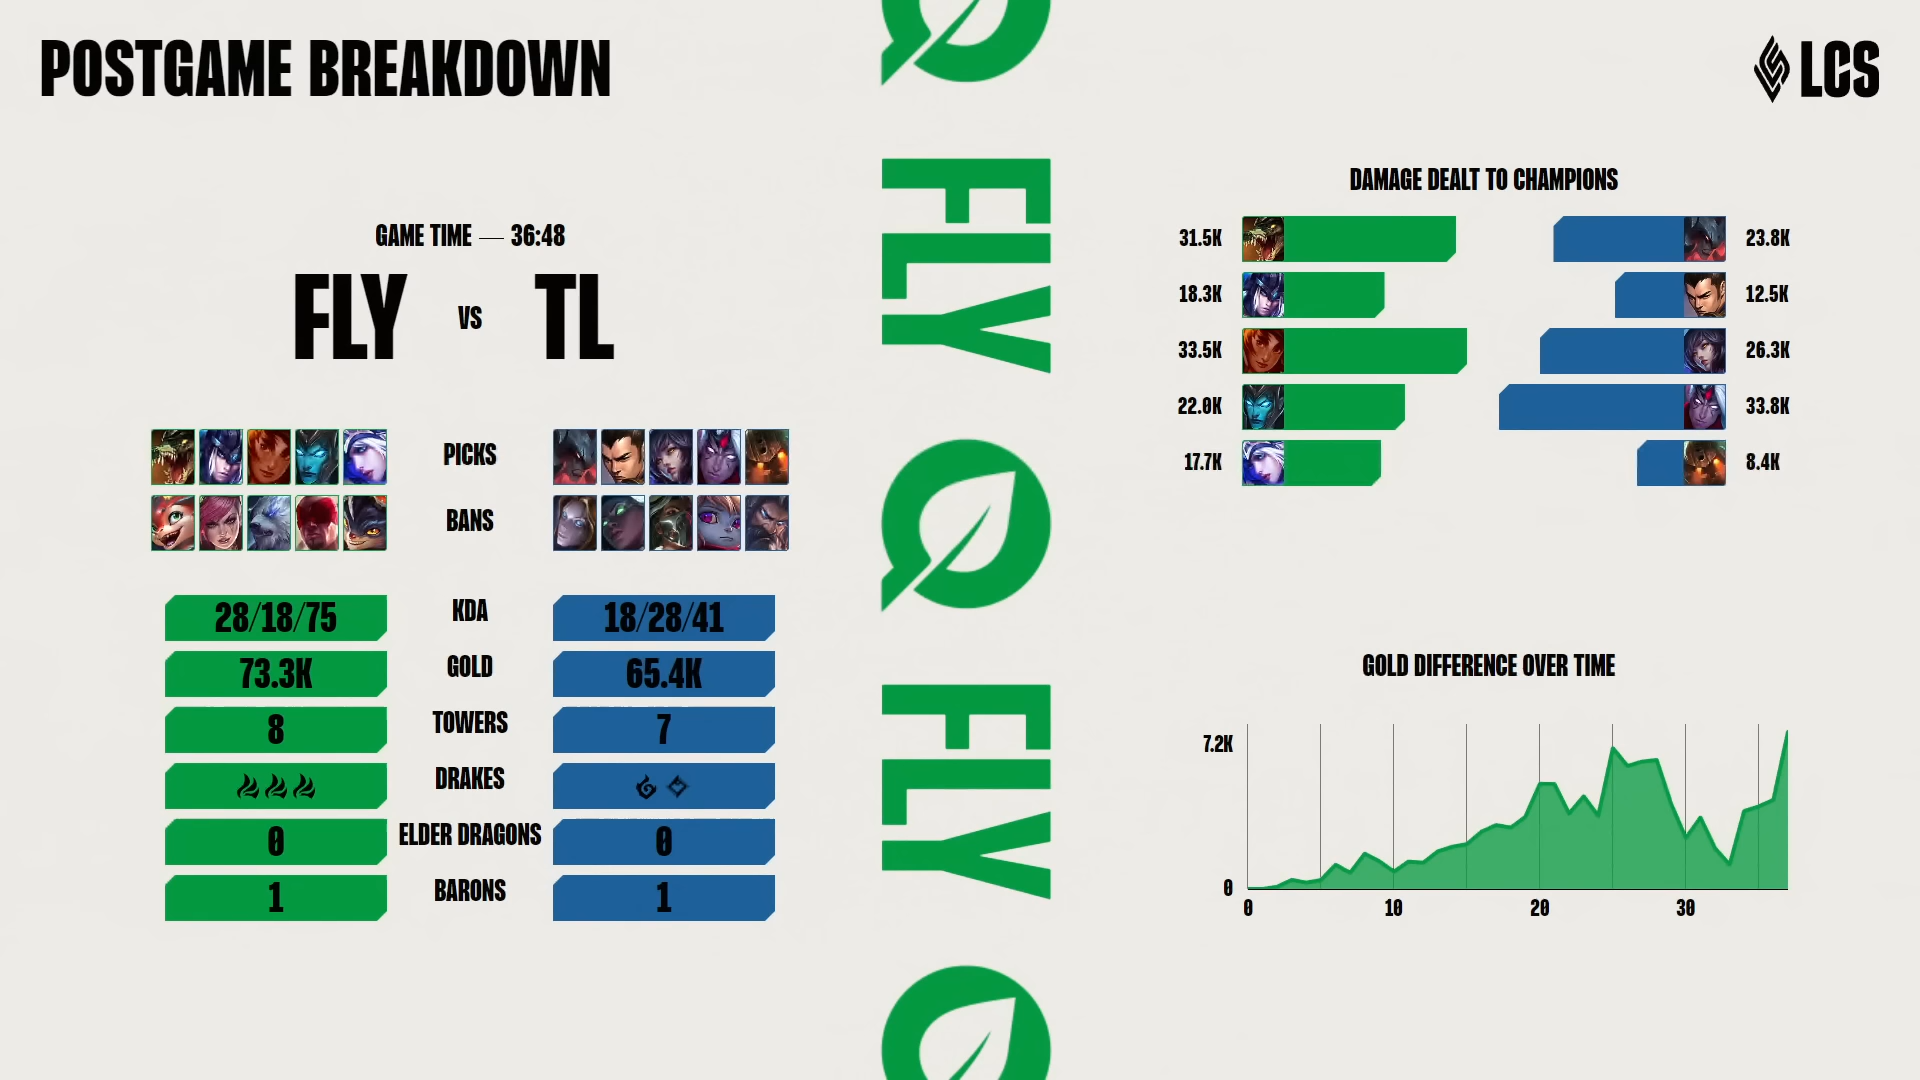 POSTGAME BREAKDOWN
LCS
GAME TIME — 36:48
FLY VS TL
PICKS
BANS
28/18/75 KDA 18/28/41
73.3K GOLD 65.4K
8 TOWERS 7
DRAKES
0 ELDER DRAGONS 0
1 BARONS 1
FLY
FLY
DAMAGE DEALT TO CHAMPIONS
31.5K 23.8K
18.3K 12.5K
33.5K 26.3K
22.0K 33.8K
17.7K 8.4K
GOLD DIFFERENCE OVER TIME
7.2K
0
0 10 20 30